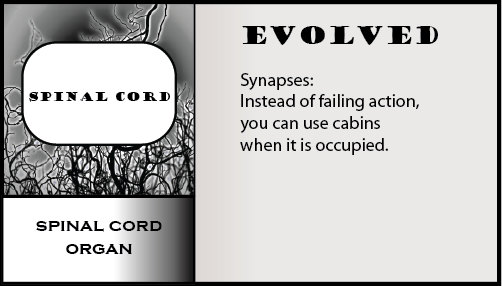 SPINAL CORD
SPINAL CORD
ORGAN
EVOLVED
Synapses:
Instead of failing action,
you can use cabins
when it is occupied.